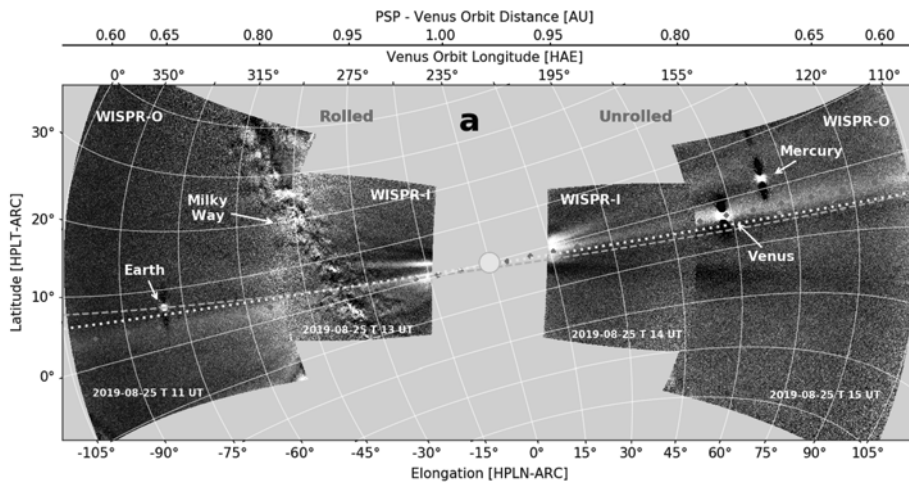 PSP - Venus Orbit Distance [AU]
0.60 0.65 0.80 0.95 1.00 0.95 0.80 0.65 0.60
Venus Orbit Longitude [HAE]
0° 350° 315° 275° 235° 195° 155° 120° 110°
WISPR-O Rolled a Unrolled WISPR-O
30°
Mercury
WISPR-I WISPR-I
Milky
Way
20°
Venus
Earth
10°
Latitude [HPLT-ARC]
2019-08-25 T 13 UT 2019-08-25 T 14 UT
0°
2019-08-25 T 11 UT 2019-08-25 T 15 UT
-105° -90° -75° -60° -45° -30° -15° 0° 15° 30° 45° 60° 75° 90° 105°
Elongation [HPLN-ARC]